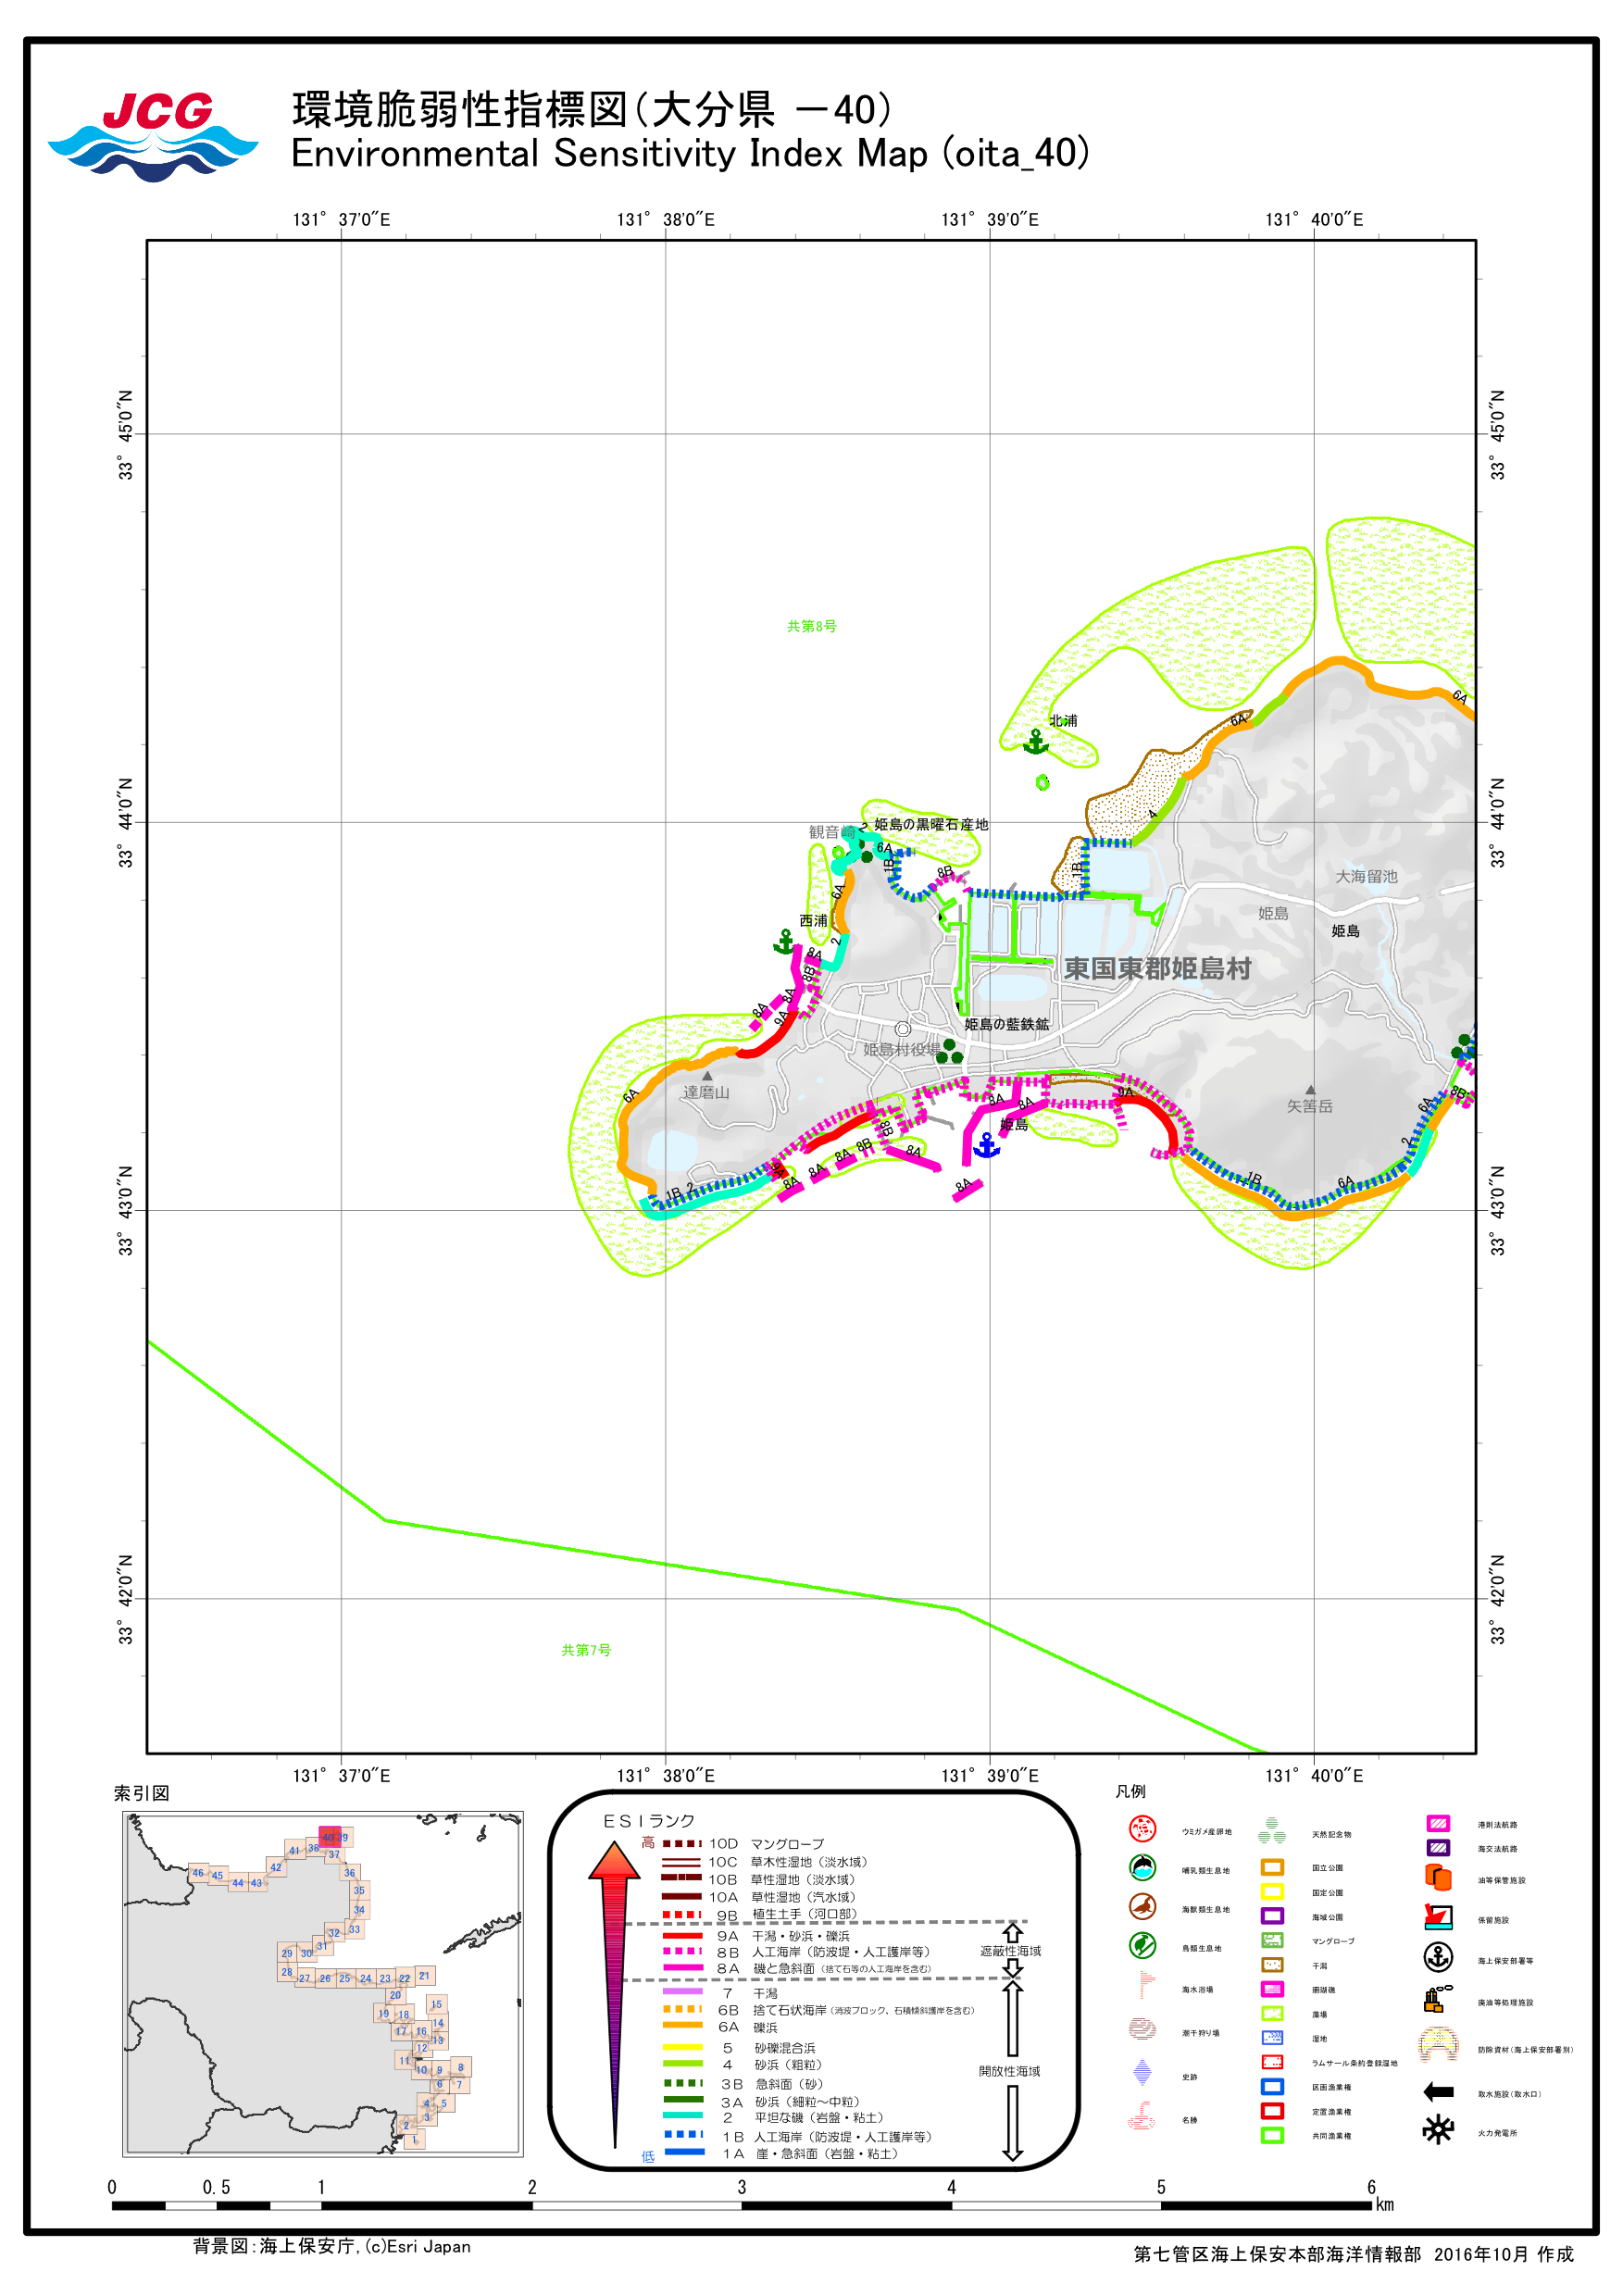 JCG
環境脆弱性指標図(大分県 －40)
Environmental Sensitivity Index Map (oita_40)
131° 37'0"E
131° 38'0"E
131° 39'0"E
131° 40'0"E
33° 45'0"N
33° 45'0"N
33° 44'0"N
33° 44'0"N
33° 43'0"N
33° 43'0"N
33° 42'0"N
33° 42'0"N
共第8号
北浦
6A
6A
4
観音崎
2
姫島の黒曜石産地
6A
1B
8B
1B
6A
西浦
2
大海留池
姫島
姫島
東国東郡姫島村
8A
8B
8A
8A
9A
姫島の藍鉄鉱
姫島村役場
達磨山
6A
矢筈岳
9A
8A
8A
姫島
8B
8B
8A
8A
8A
9A
8A
8A
1B
2
1B
6A
2
6A
8B
共第7号
131° 37'0"E
131° 38'0"E
131° 39'0"E
131° 40'0"E
索引図
40
39
38
37
41
42
46
45
44
43
36
35
34
33
32
31
30
29
28
27
26
25
24
23
22
21
20
19
18
17
16
15
14
13
12
11
10
9
8
7
6
5
4
3
2
1
ESIランク
高
10D マングローブ
10C 草木性湿地（淡水域）
10B 草性湿地（淡水域）
10A 草性湿地（汽水域）
9B 植生土手（河口部）
9A 干潟・砂浜・礫浜
8B 人工海岸（防波堤・人工護岸等）
8A 磯と急斜面（捨て石等の人工海岸を含む）
7 干潟
6B 捨て石状海岸（消波ブロック、石積傾斜護岸を含む）
6A 礫浜
5 砂礫混合浜
4 砂浜（粗粒）
3B 急斜面（砂）
3A 砂浜（細粒～中粒）
2 平坦な磯（岩盤・粘土）
1B 人工海岸（防波堤・人工護岸等）
1A 崖・急斜面（岩盤・粘土）
低
遮蔽性海域
開放性海域
凡例
ウミガメ産卵地
哺乳類生息地
海獣類生息地
鳥類生息地
海水浴場
潮干狩り場
史跡
名勝
天然記念物
国立公園
国定公園
海域公園
マングローブ
干潟
珊瑚礁
藻場
湿地
ラムサール条約登録湿地
区画漁業権
定置漁業権
共同漁業権
港則法航路
海交法航路
油等保管施設
保留施設
海上保安部署等
廃油等処理施設
防除資材(海上保安部署別)
取水施設(取水口)
火力発電所
0 0.5 1 2 3 4 5 6
km
背景図:海上保安庁, (c)Esri Japan
第七管区海上保安本部海洋情報部 2016年10月 作成